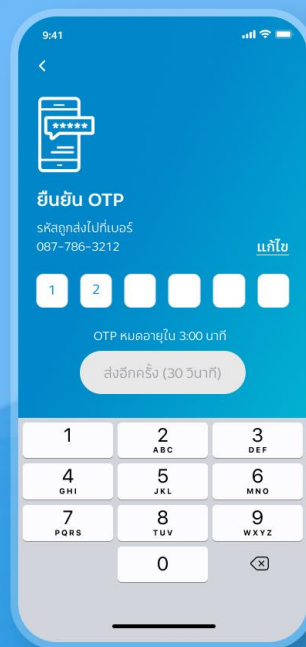 9:41
*****
ยืนยัน OTP
รหัสถูกส่งไปที่เบอร์
087-786-3212
แก้ไข
1 2
OTP หมดอายุใน 3:00 นาที
ส่งอีกครั้ง (30 วินาที)
1 2 3
ABC DEF
4 5 6
GHI JKL MNO
7 8 9
PQRS TUV WXYZ
0